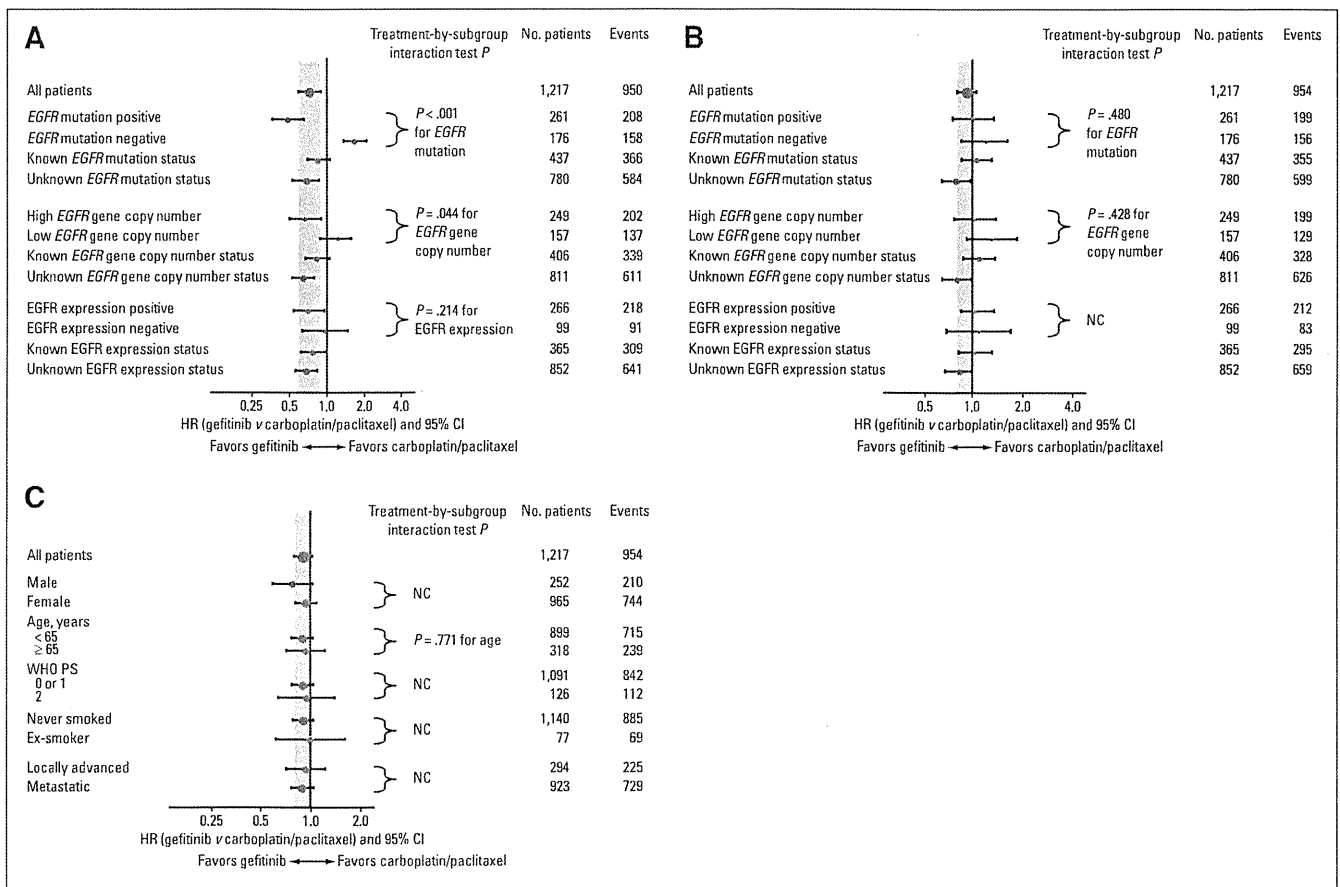 A
Treatment-by-subgroup interaction test P No. patients Events
All patients 1,217 950
EGFR mutation positive 261 208
EGFR mutation negative 176 158
P < .001 for EGFR mutation
Known EGFR mutation status 437 366
Unknown EGFR mutation status 780 584
High EGFR gene copy number 249 202
Low EGFR gene copy number 157 137
P = .044 for EGFR gene copy number
Known EGFR gene copy number status 406 339
Unknown EGFR gene copy number status 811 611
EGFR expression positive 266 218
EGFR expression negative 99 91
P = .214 for EGFR expression
Known EGFR expression status 365 309
Unknown EGFR expression status 852 641
0.25 0.5 1.0 2.0 4.0
HR (gefitinib v carboplatin/paclitaxel) and 95% CI
Favors gefitinib Favors carboplatin/paclitaxel
B
Treatment-by-subgroup interaction test P No. patients Events
All patients 1,217 954
EGFR mutation positive 261 199
EGFR mutation negative 176 156
P = .480 for EGFR mutation
Known EGFR mutation status 437 355
Unknown EGFR mutation status 780 599
High EGFR gene copy number 249 199
Low EGFR gene copy number 157 129
P = .428 for EGFR gene copy number
Known EGFR gene copy number status 406 328
Unknown EGFR gene copy number status 811 626
EGFR expression positive 266 212
EGFR expression negative 99 83
NC
Known EGFR expression status 365 295
Unknown EGFR expression status 852 659
0.5 1.0 2.0 4.0
HR (gefitinib v carboplatin/paclitaxel) and 95% CI
Favors gefitinib Favors carboplatin/paclitaxel
C
Treatment-by-subgroup interaction test P No. patients Events
All patients 1,217 954
Male 252 210
Female 965 744
NC
Age, years
< 65 899 715
≥ 65 318 239
P = .771 for age
WHO PS
0 or 1 1,091 842
2 126 112
NC
Never smoked 1,140 885
Ex-smoker 77 69
NC
Locally advanced 294 225
Metastatic 923 729
NC
0.25 0.5 1.0 2.0
HR (gefitinib v carboplatin/paclitaxel) and 95% CI
Favors gefitinib Favors carboplatin/paclitaxel